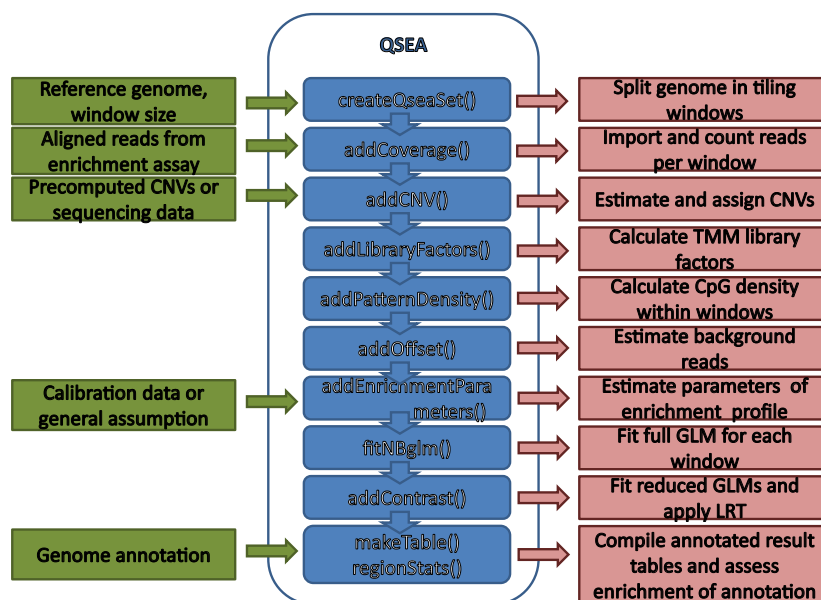 QSEA
Reference genome,
window size
createQseaSet()
Split genome in tiling
windows
Aligned reads from
enrichment assay
addCoverage()
Import and count reads
per window
Precomputed CNVs or
sequencing data
addCNV()
Estimate and assign CNVs
addLibraryFactors()
Calculate TMM library
factors
addPatternDensity()
Calculate CpG density
within windows
addOffset()
Estimate background
reads
Calibration data or
general assumption
addEnrichmentPara
meters()
Estimate parameters of
enrichment profile
fitNBglm()
Fit full GLM for each
window
addContrast()
Fit reduced GLMs and
apply LRT
Genome annotation
makeTable()
regionStats()
Compile annotated result
tables and assess
enrichment of annotation